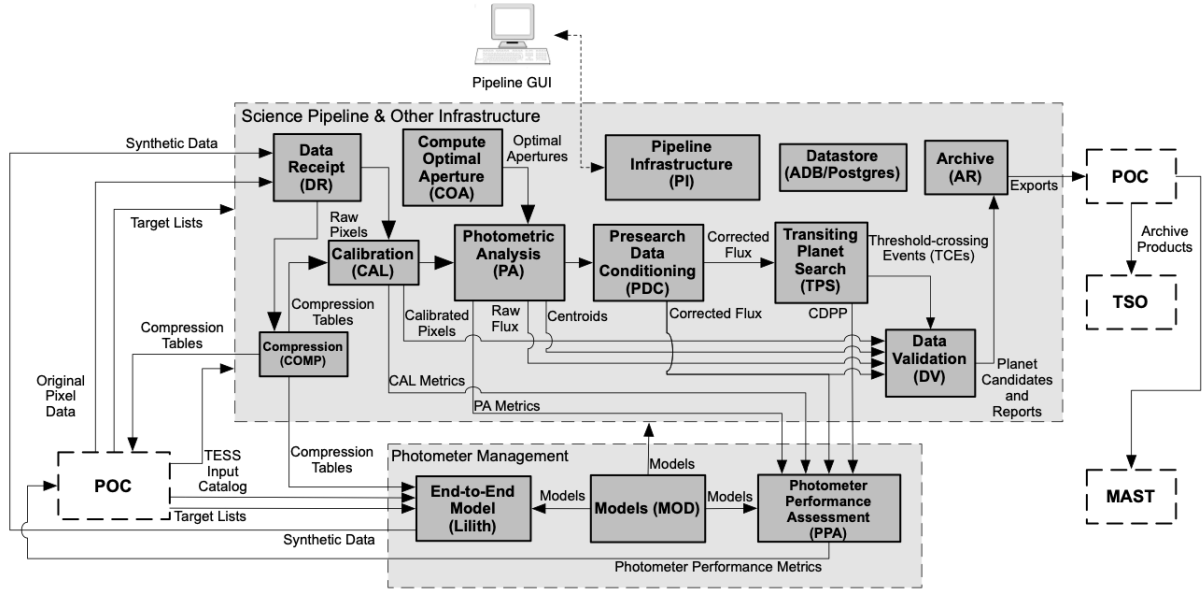 Pipeline GUI
Science Pipeline & Other Infrastructure
Synthetic Data
Data
Receipt
(DR)
Compute
Optimal
Aperture
(COA)
Optimal
Apertures
Pipeline
Infrastructure
(PI)
Datastore
(ADB/Postgres)
Archive
(AR)
Exports
POC
Target Lists
Raw
Pixels
Calibration
(CAL)
Photometric
Analysis
(PA)
Presearch
Data
Conditioning
(PDC)
Corrected
Flux
Transiting
Planet
Search
(TPS)
Threshold-crossing
Events (TCEs)
Archive
Products
TSO
Compression
Tables
Compression
Tables
Calibrated
Pixels
Raw
Flux
Centroids
Corrected Flux
CDPP
Compression
(COMP)
Data
Validation
(DV)
Planet
Candidates
and
Reports
Original
Pixel
Data
CAL Metrics
PA Metrics
TESS
Input
Catalog
Compression
Tables
Photometer Management
Models
POC
Target Lists
End-to-End
Model
(Lilith)
Models
Models (MOD)
Models
Photometer
Performance
Assessment
(PPA)
MAST
Synthetic Data
Photometer Performance Metrics